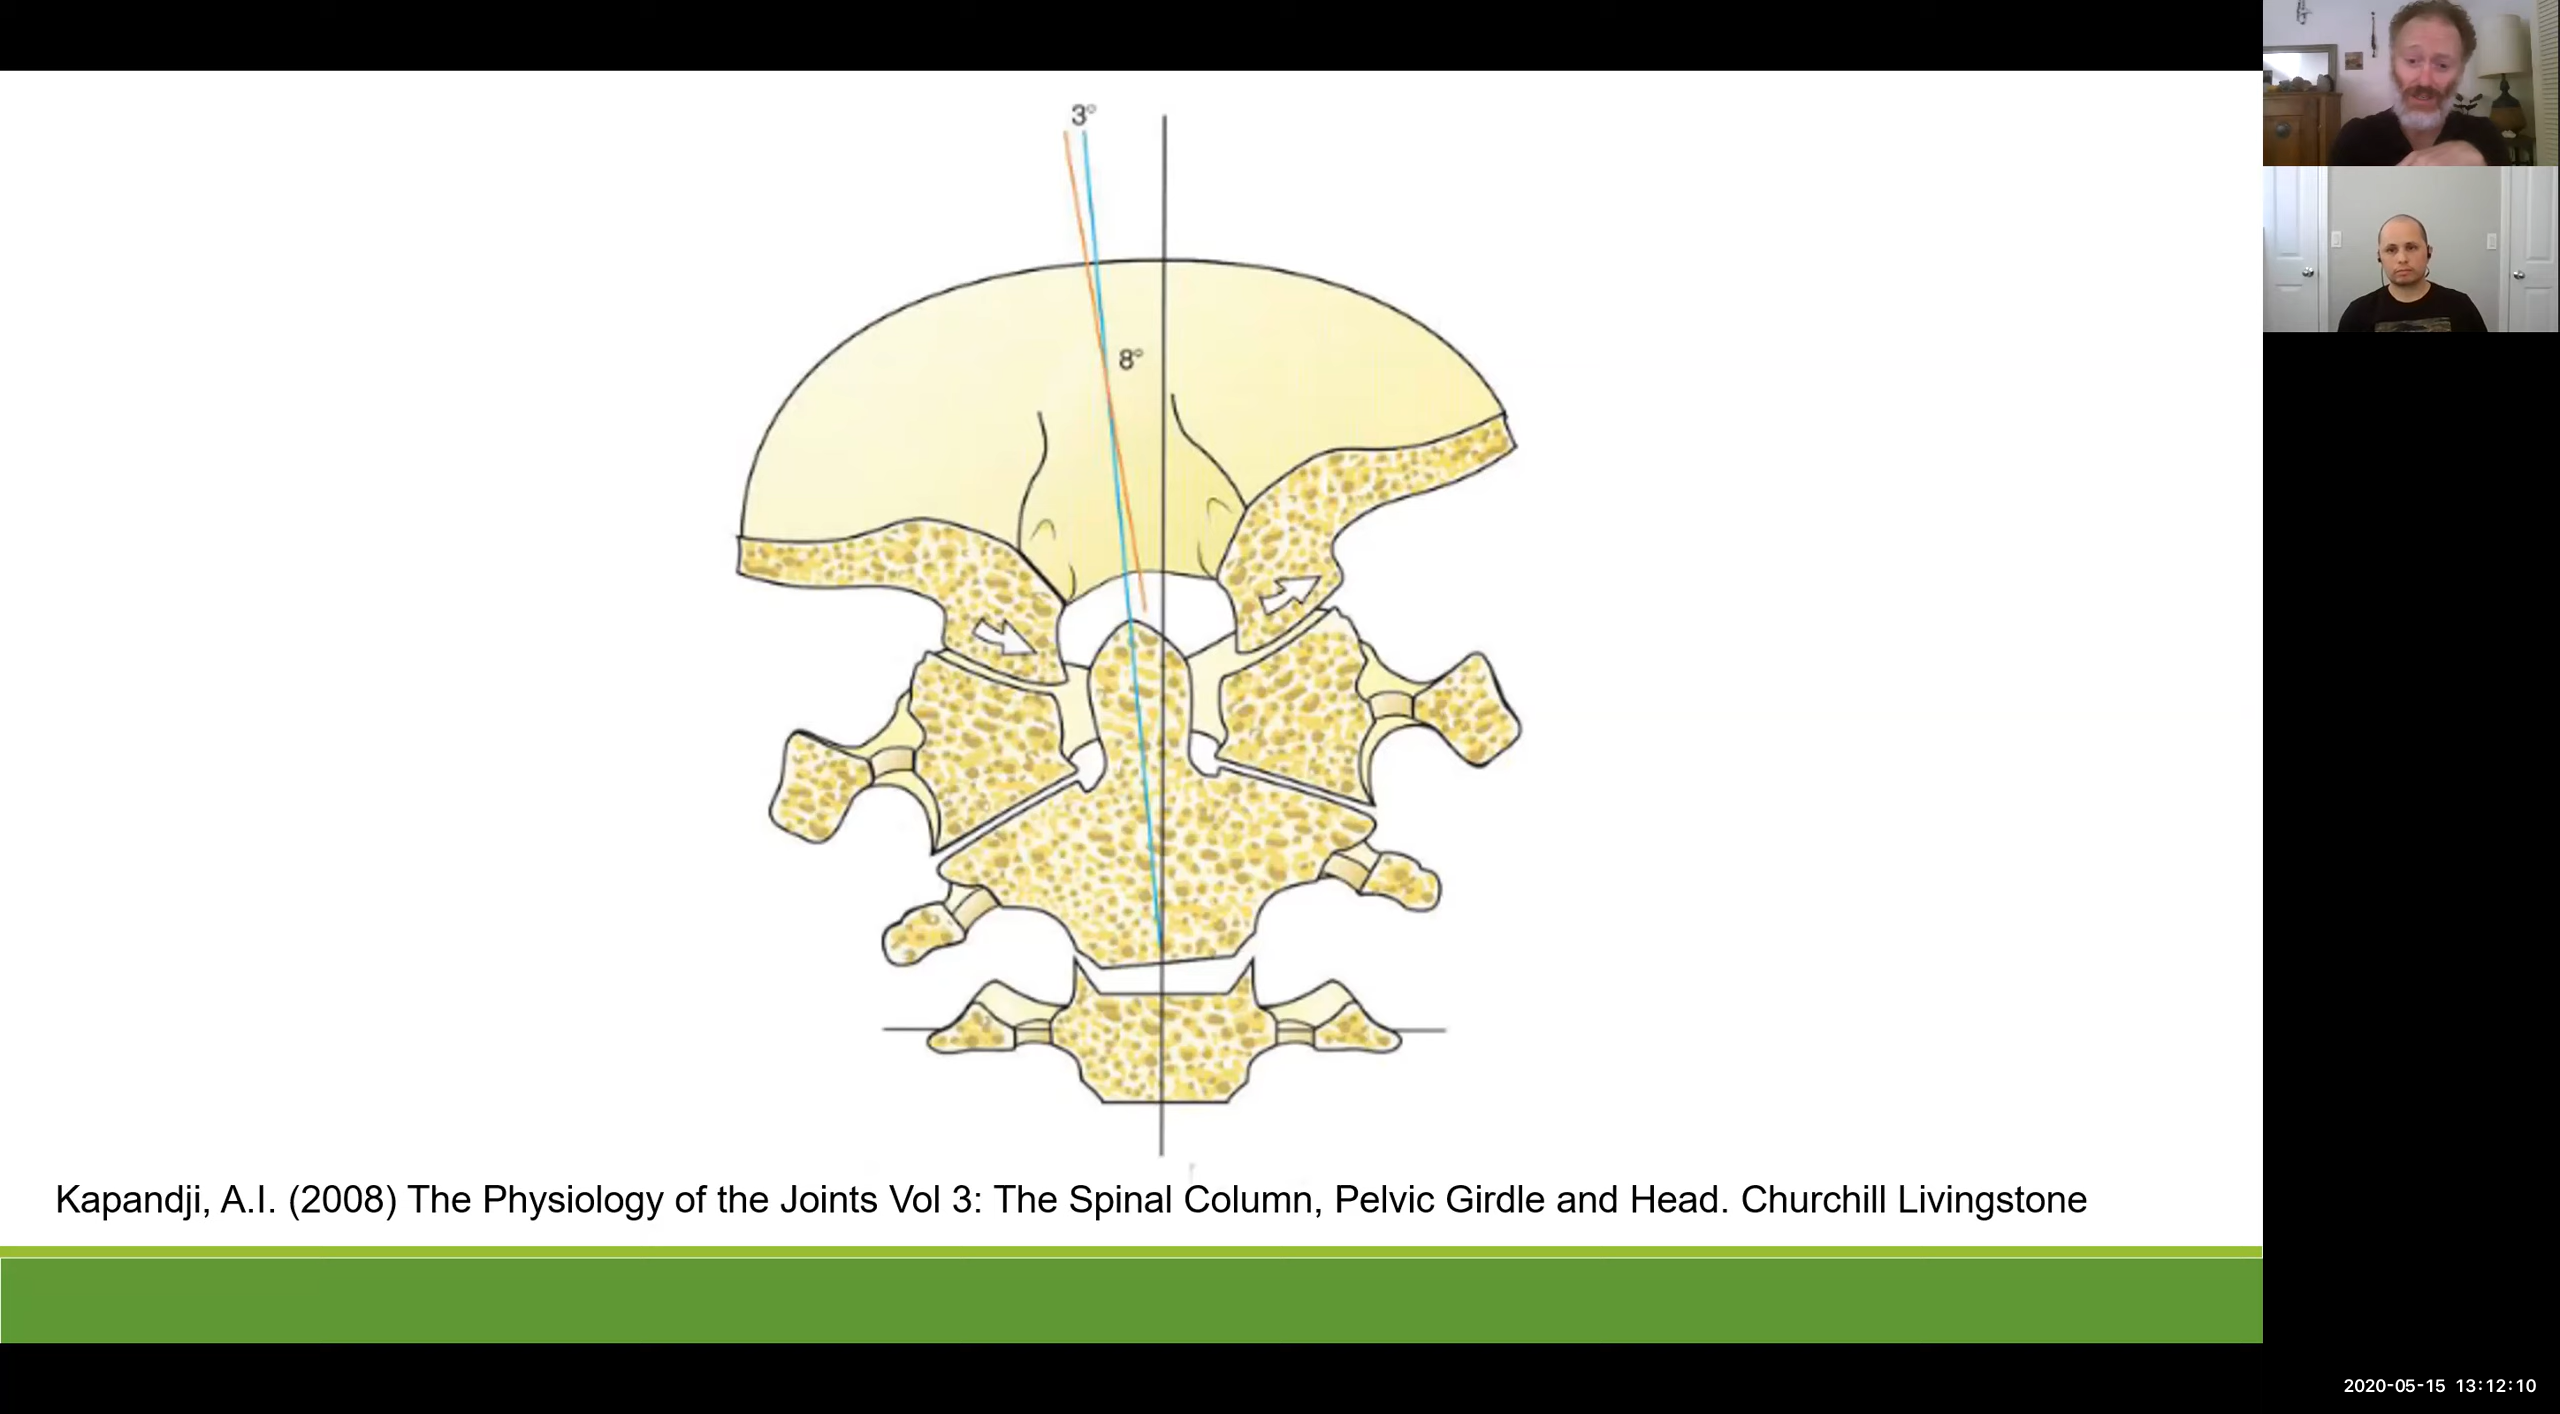 3°
8°
Kapandji, A.I. (2008) The Physiology of the Joints Vol 3: The Spinal Column, Pelvic Girdle and Head. Churchill Livingstone
2020-05-15 13:12:10